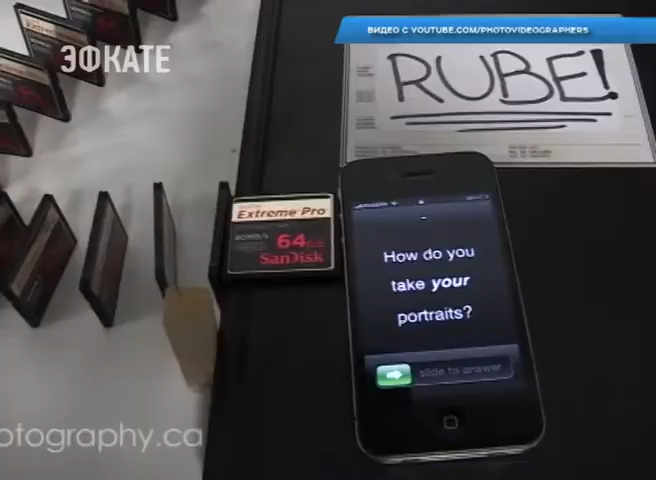 ВИДЕО С YOUTUBE.COM/PHOTOVIDEOGRAPHERS
ЭФКАТЕ
RUBE!
Extreme Pro
64
SanDisk
How do you
take your
portraits?
slide to answer
otography.ca